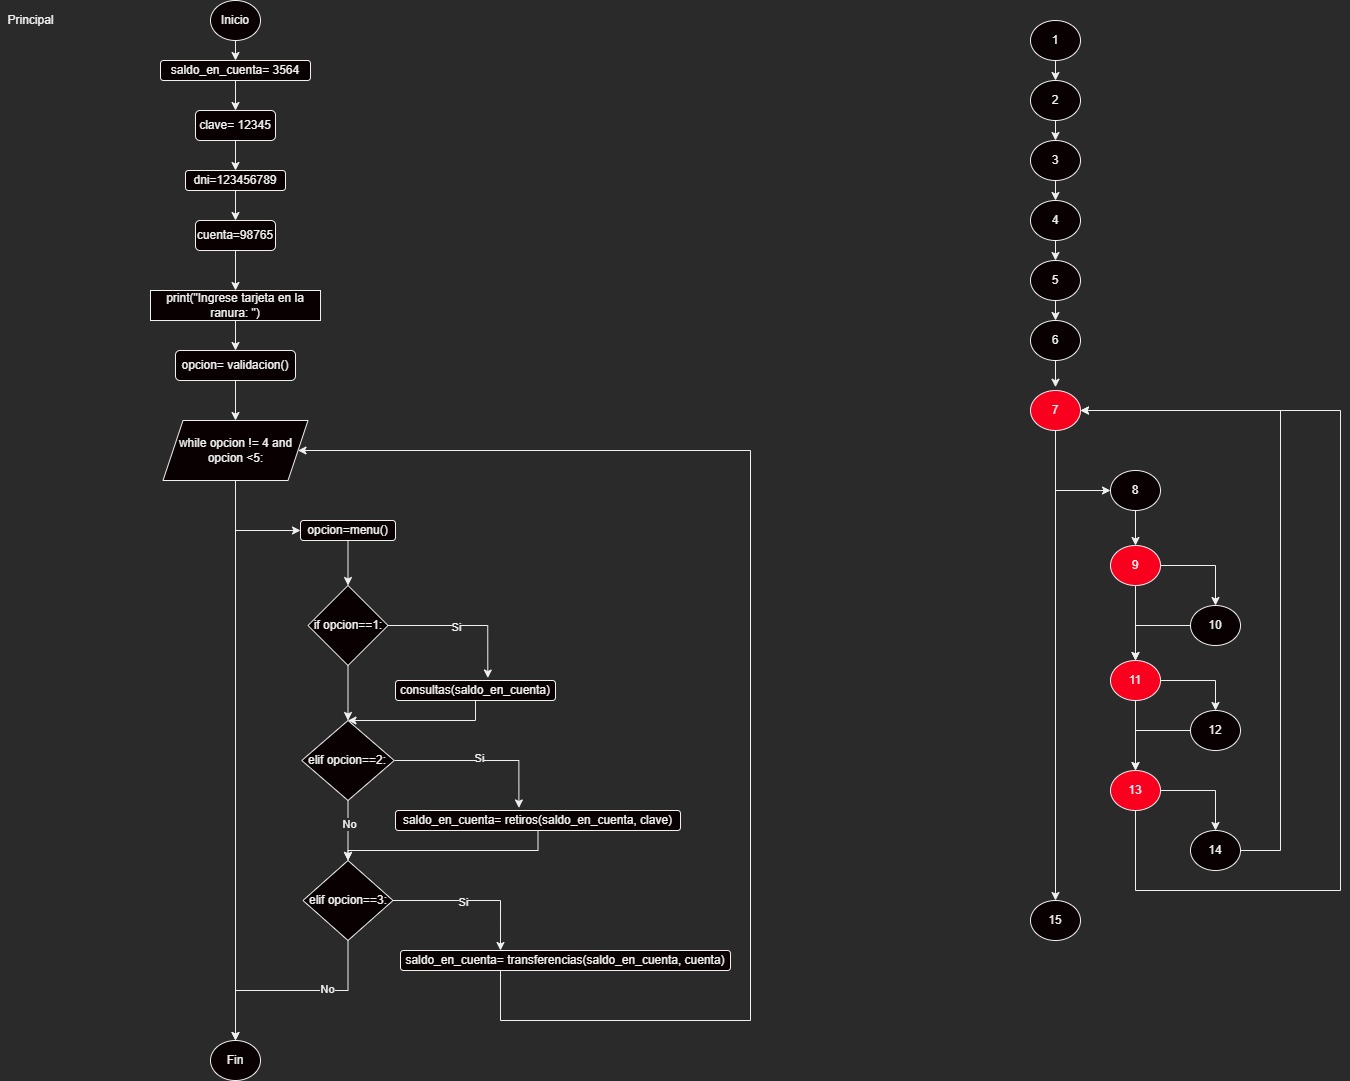 Principal
Inicio
saldo_en_cuenta= 3564
clave= 12345
dni=123456789
cuenta=98765
print("Ingrese tarjeta en la
ranura: ")
opcion= validacion()
while opcion != 4 and
opcion <5:
opcion=menu()
if opcion==1:
Si
consultas(saldo_en_cuenta)
elif opcion==2:
Si
No
saldo_en_cuenta= retiros(saldo_en_cuenta, clave)
elif opcion==3:
Si
saldo_en_cuenta= transferencias(saldo_en_cuenta, cuenta)
No
Fin
1
2
3
4
5
6
7
8
9
10
11
12
13
14
15